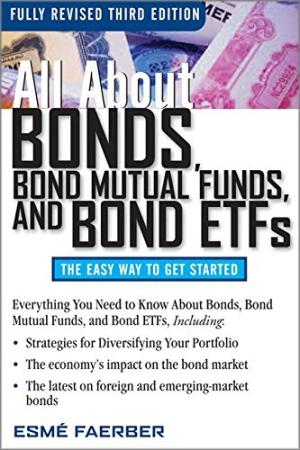 FULLY REVISED THIRD EDITION
All About
BONDS,
BOND MUTUAL FUNDS,
AND BOND ETFs
THE EASY WAY TO GET STARTED
Everything You Need to Know About Bonds, Bond
Mutual Funds, and Bond ETFs, Including:
• Strategies for Diversifying Your Portfolio
• The economy's impact on the bond market
• The latest on foreign and emerging-market
bonds
ESMÉ FAERBER